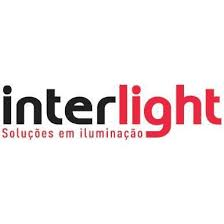 interlight
Soluções em iluminação